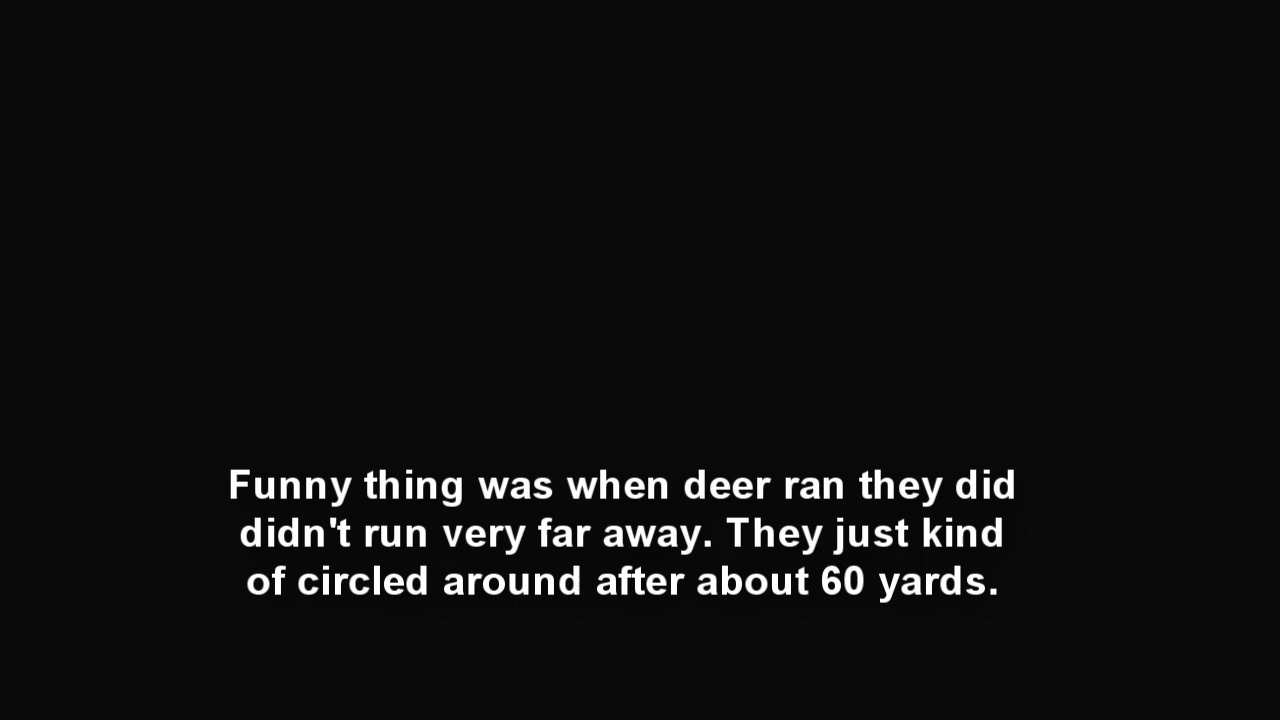 Funny thing was when deer ran they did
didn't run very far away. They just kind
of circled around after about 60 yards.